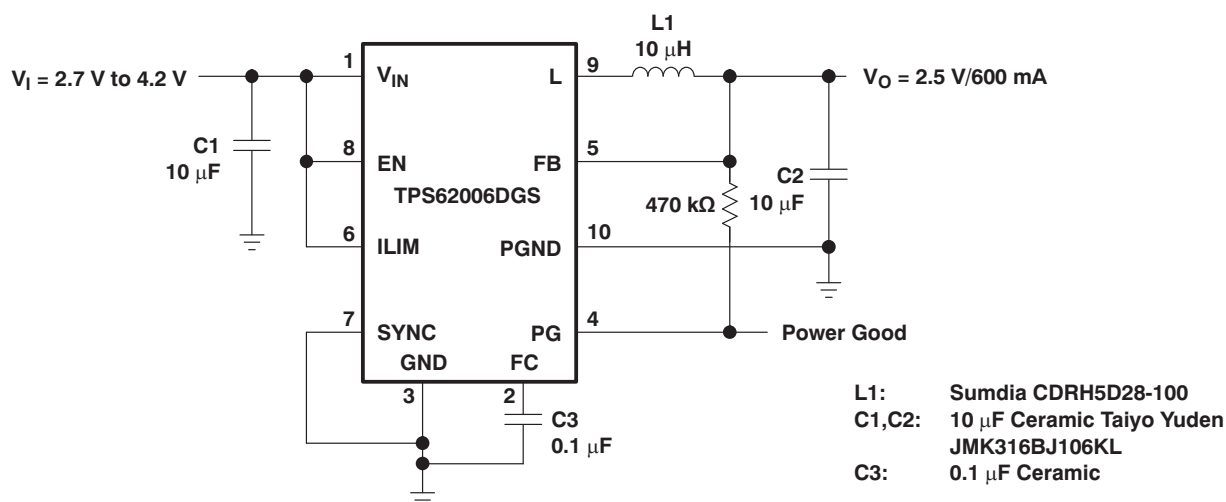 L1
10 μH
1
VIN
L
9
VI = 2.7 V to 4.2 V
VO = 2.5 V/600 mA
C1
10 μF
8
EN
FB
5
TPS62006DGS
470 kΩ
C2
10 μF
6
ILIM
PGND
10
7
SYNC
PG
4
Power Good
GND
FC
3
2
C3
0.1 μF
L1: Sumdia CDRH5D28-100
C1,C2: 10 μF Ceramic Taiyo Yuden
JMK316BJ106KL
C3: 0.1 μF Ceramic